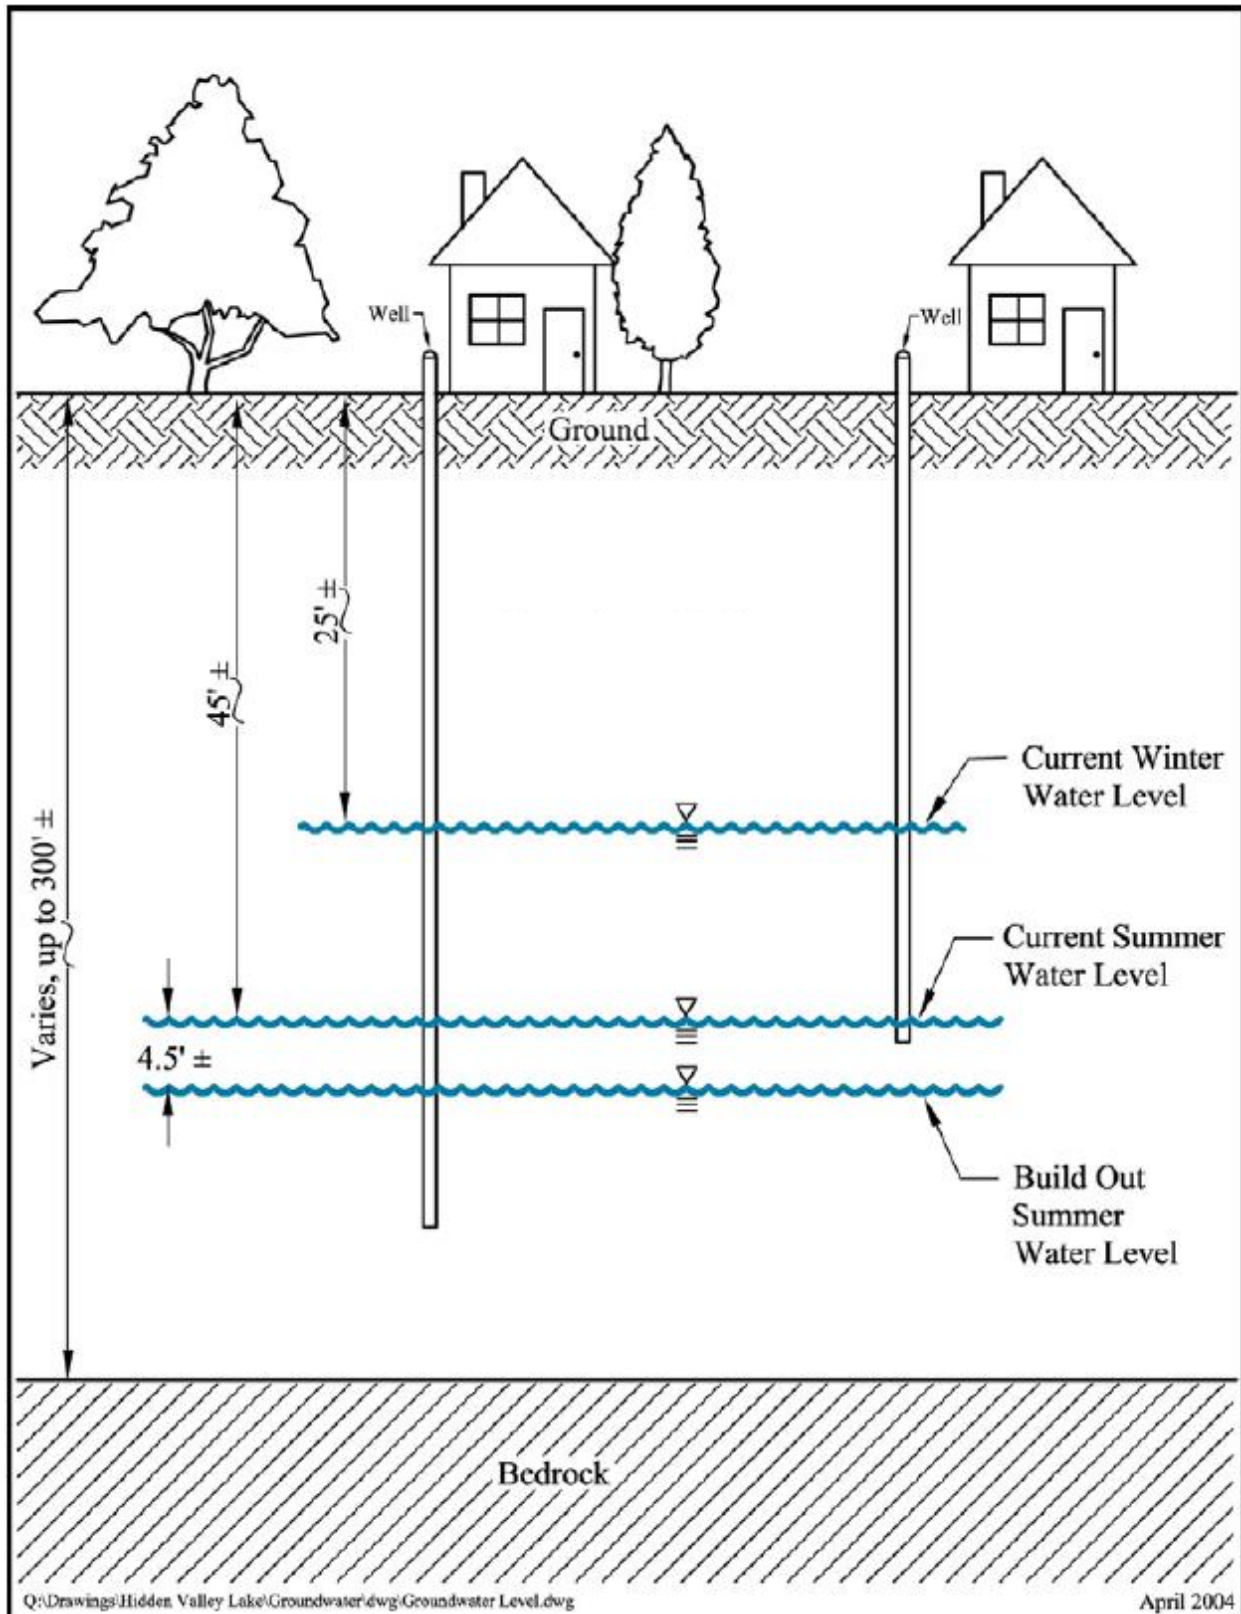 Well
Well
Ground
25' ±
45' ±
Varies, up to 300' ±
Current Winter
Water Level
Current Summer
Water Level
4.5' ±
Build Out
Summer
Water Level
Bedrock
Q:\Drawings\Hidden Valley Lake\Groundwater\dwg\Groundwater Level.dwg
April 2004